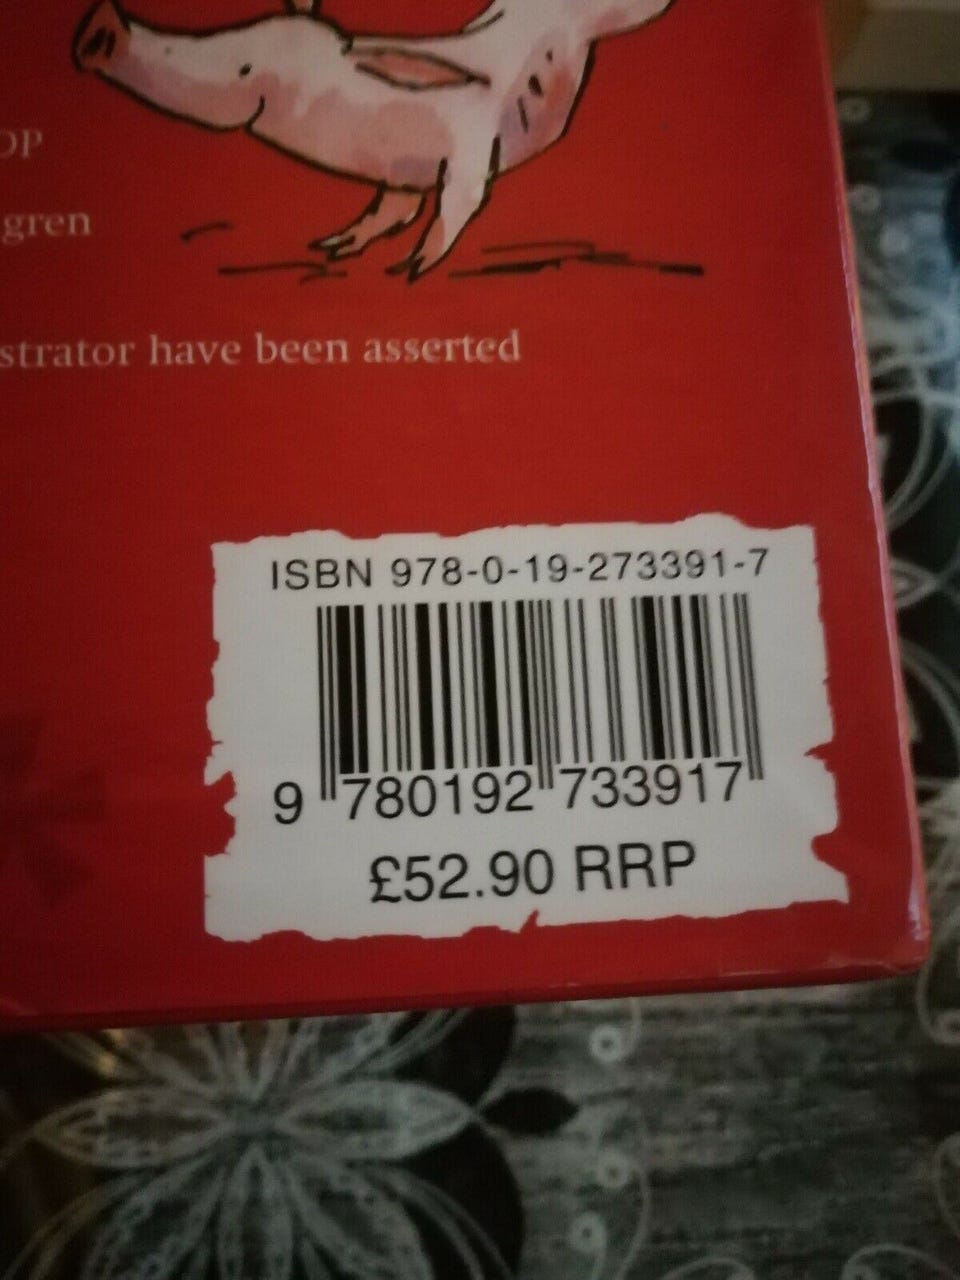 OP
gren
strator have been asserted
ISBN 978-0-19-273391-7
9 780192 733917
£52.90 RRP